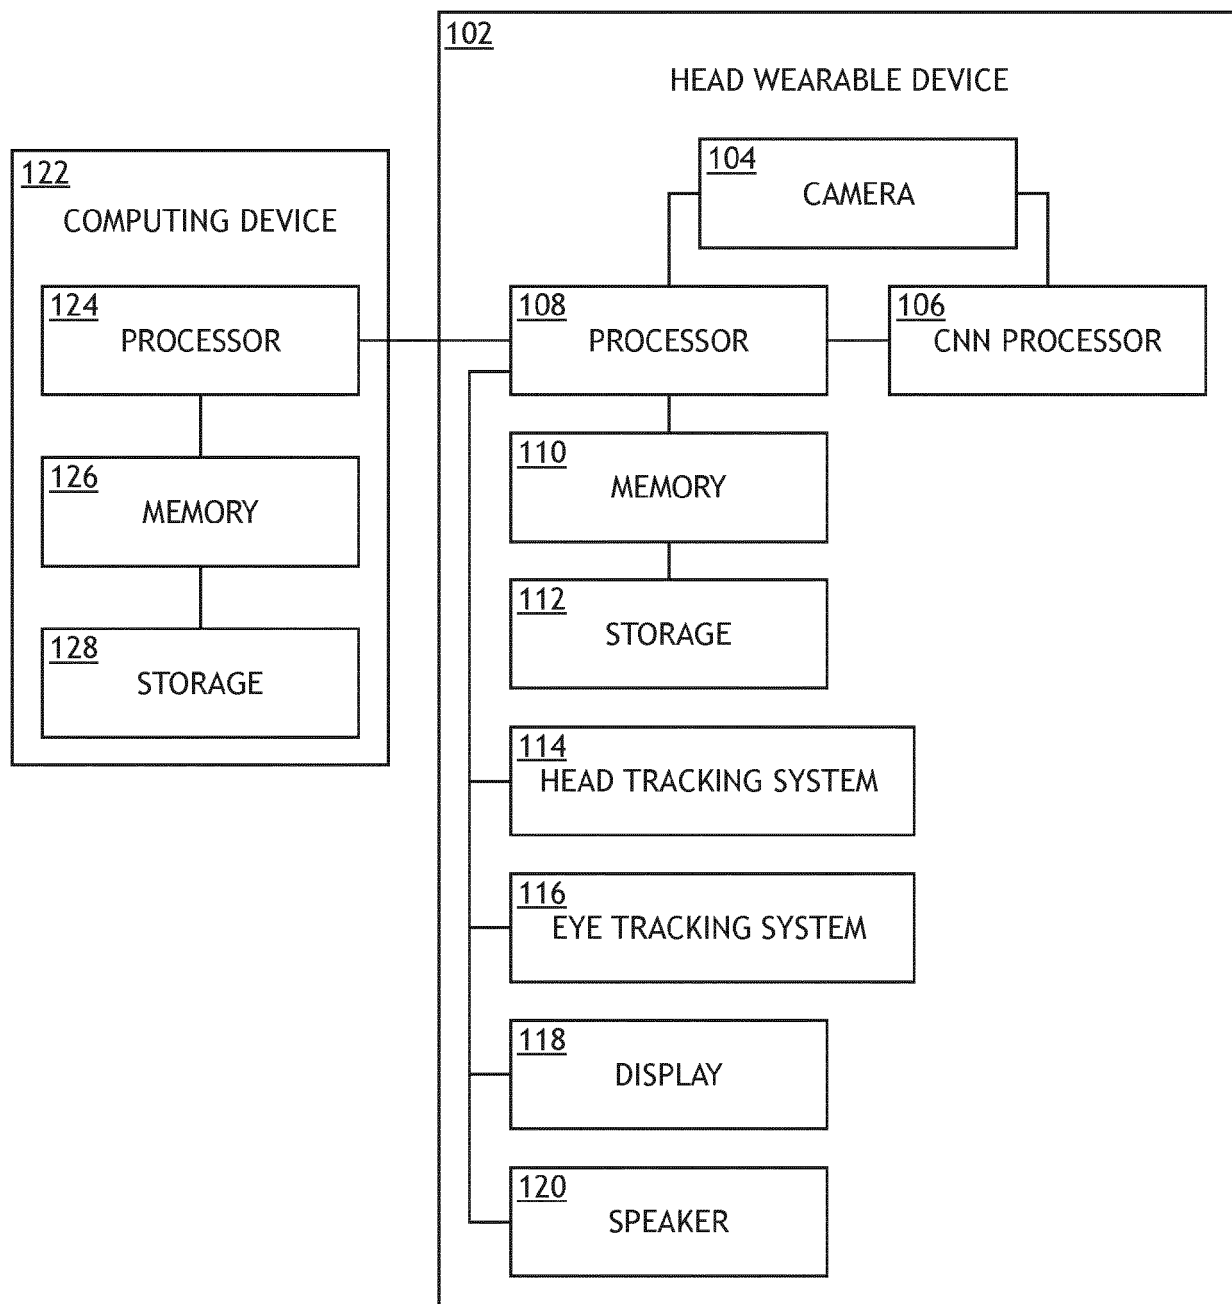 102
HEAD WEARABLE DEVICE
104
CAMERA
122
COMPUTING DEVICE
124
PROCESSOR
108
PROCESSOR
106
CNN PROCESSOR
126
MEMORY
110
MEMORY
128
STORAGE
112
STORAGE
114
HEAD TRACKING SYSTEM
116
EYE TRACKING SYSTEM
118
DISPLAY
120
SPEAKER